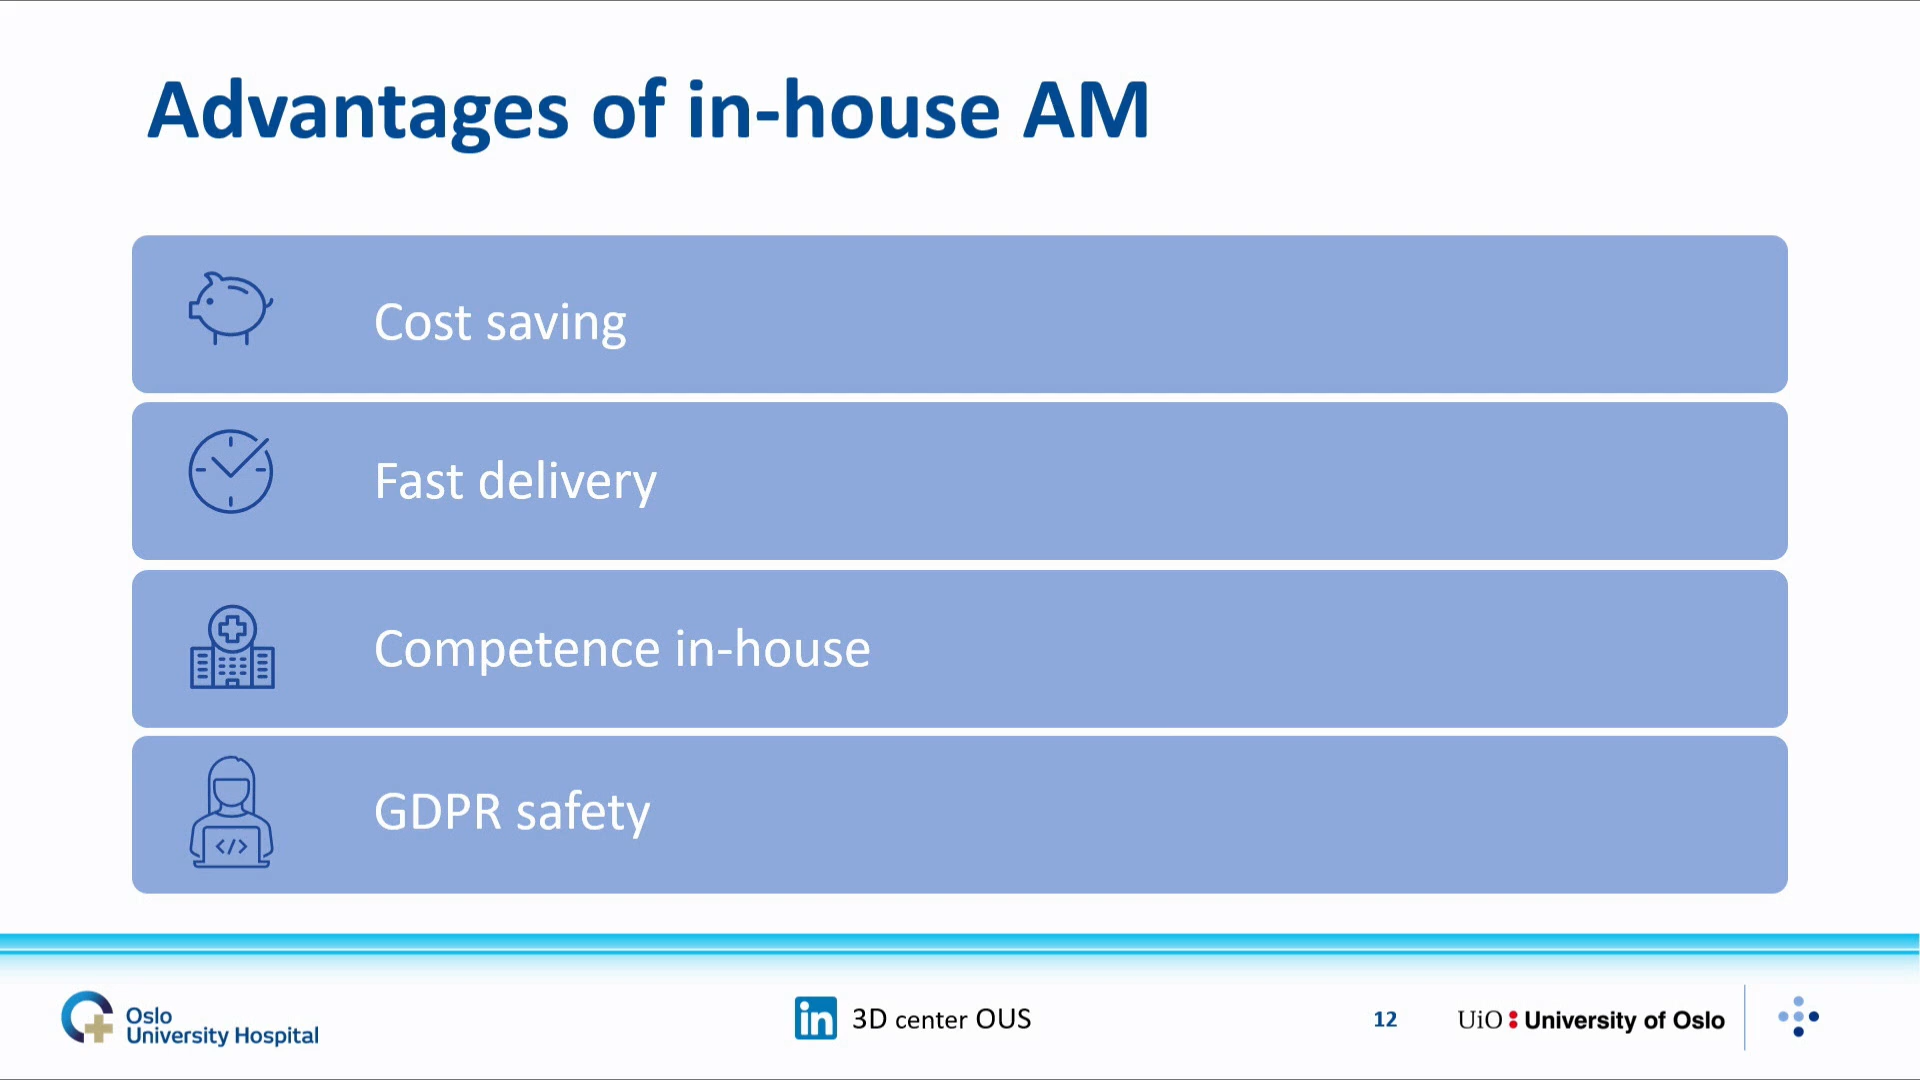 Advantages of in-house AM
Cost saving
Fast delivery
Competence in-house
</>
GDPR safety
Oslo
University Hospital
in
3D center OUS
12
UiO: University of Oslo